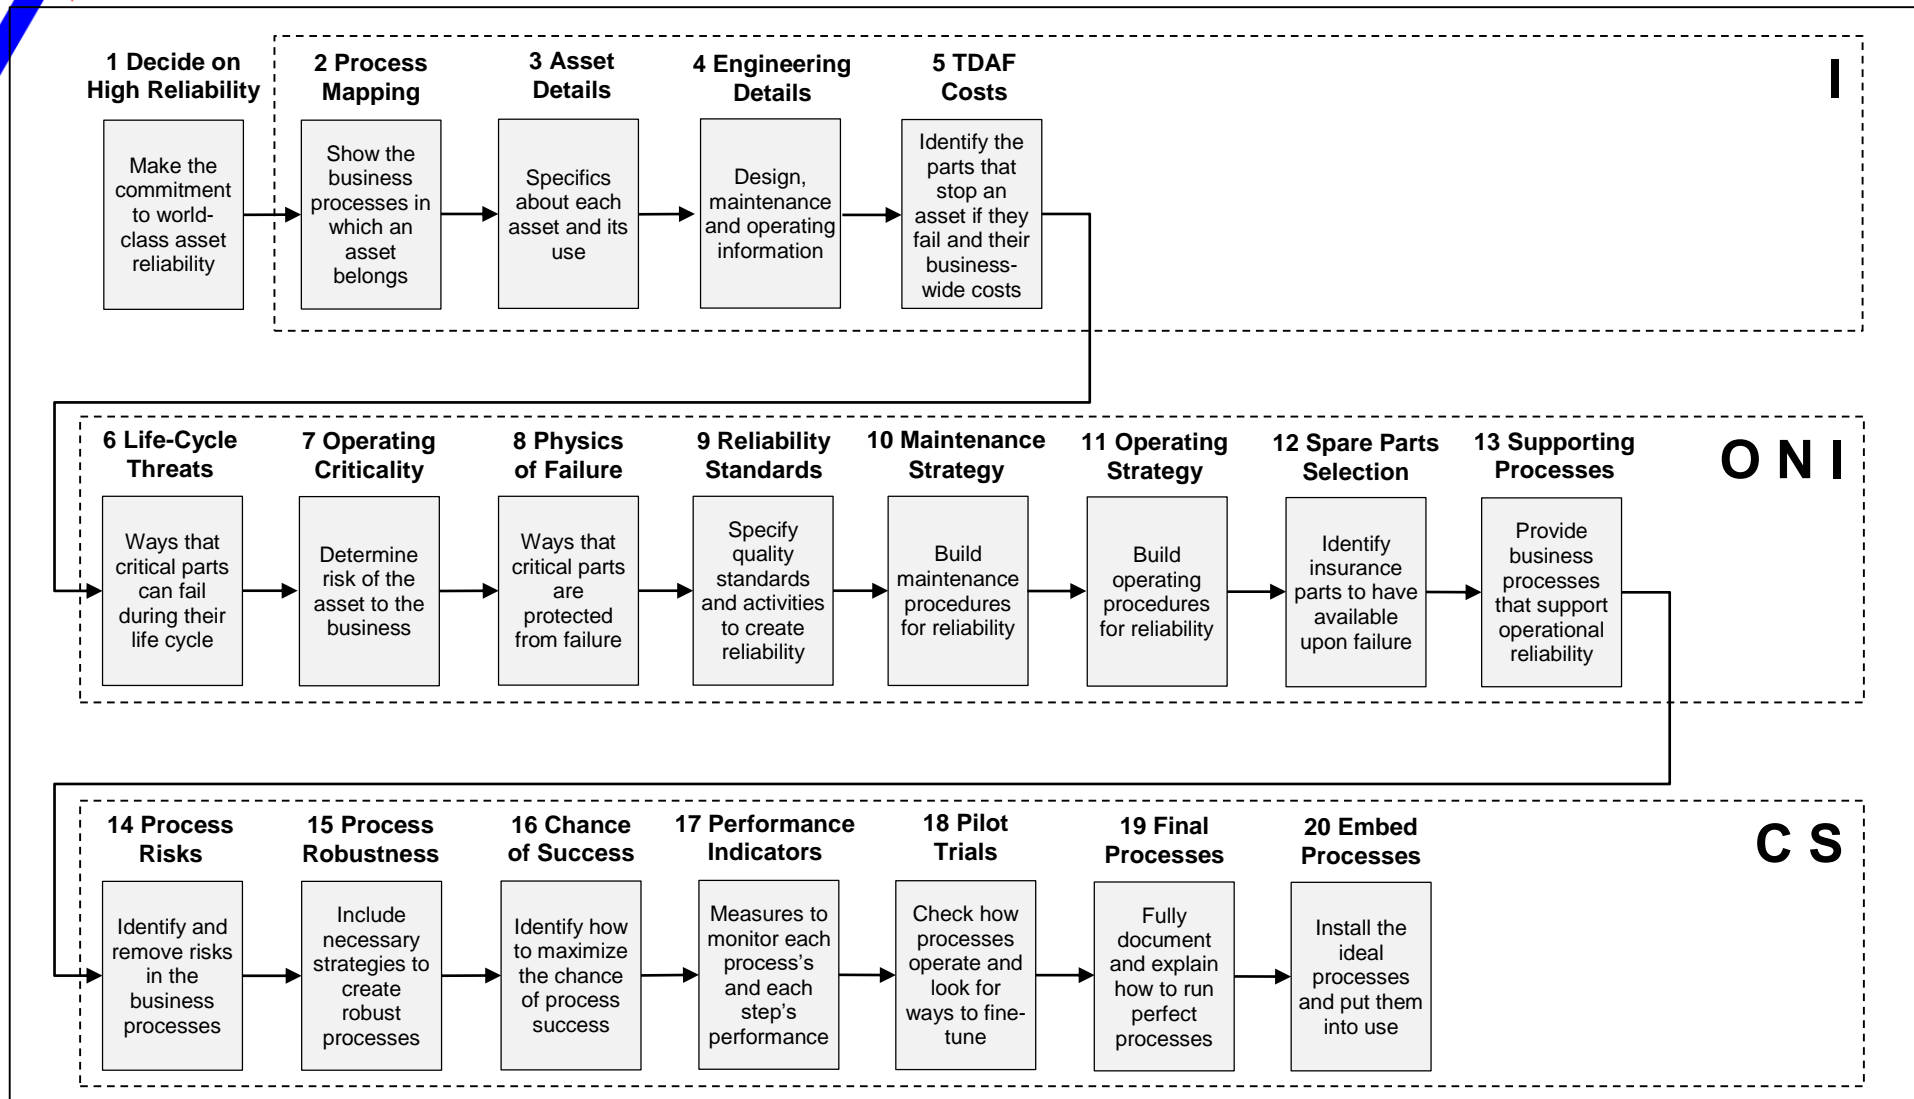 1 Decide on
High Reliability
Make the
commitment
to world-
class asset
reliability
2 Process
Mapping
Show the
business
processes in
which an
asset
belongs
3 Asset
Details
Specifics
about each
asset and its
use
4 Engineering
Details
Design,
maintenance
and operating
information
5 TDAF
Costs
Identify the
parts that
stop an
asset if they
fail and their
business-
wide costs
I
6 Life-Cycle
Threats
Ways that
critical parts
can fail
during their
life cycle
7 Operating
Criticality
Determine
risk of the
asset to the
business
8 Physics
of Failure
Ways that
critical parts
are
protected
from failure
9 Reliability
Standards
Specify
quality
standards
and activities
to create
reliability
10 Maintenance
Strategy
Build
maintenance
procedures
for reliability
11 Operating
Strategy
Build
operating
procedures
for reliability
12 Spare Parts
Selection
Identify
insurance
parts to have
available
upon failure
13 Supporting
Processes
Provide
business
processes
that support
operational
reliability
O N I
14 Process
Risks
Identify and
remove risks
in the
business
processes
15 Process
Robustness
Include
necessary
strategies to
create
robust
processes
16 Chance
of Success
Identify how
to maximize
the chance
of process
success
17 Performance
Indicators
Measures to
monitor each
process’s
and each
step’s
performance
18 Pilot
Trials
Check how
processes
operate and
look for
ways to fine-
tune
19 Final
Processes
Fully
document
and explain
how to run
perfect
processes
20 Embed
Processes
Install the
ideal
processes
and put them
into use
C S